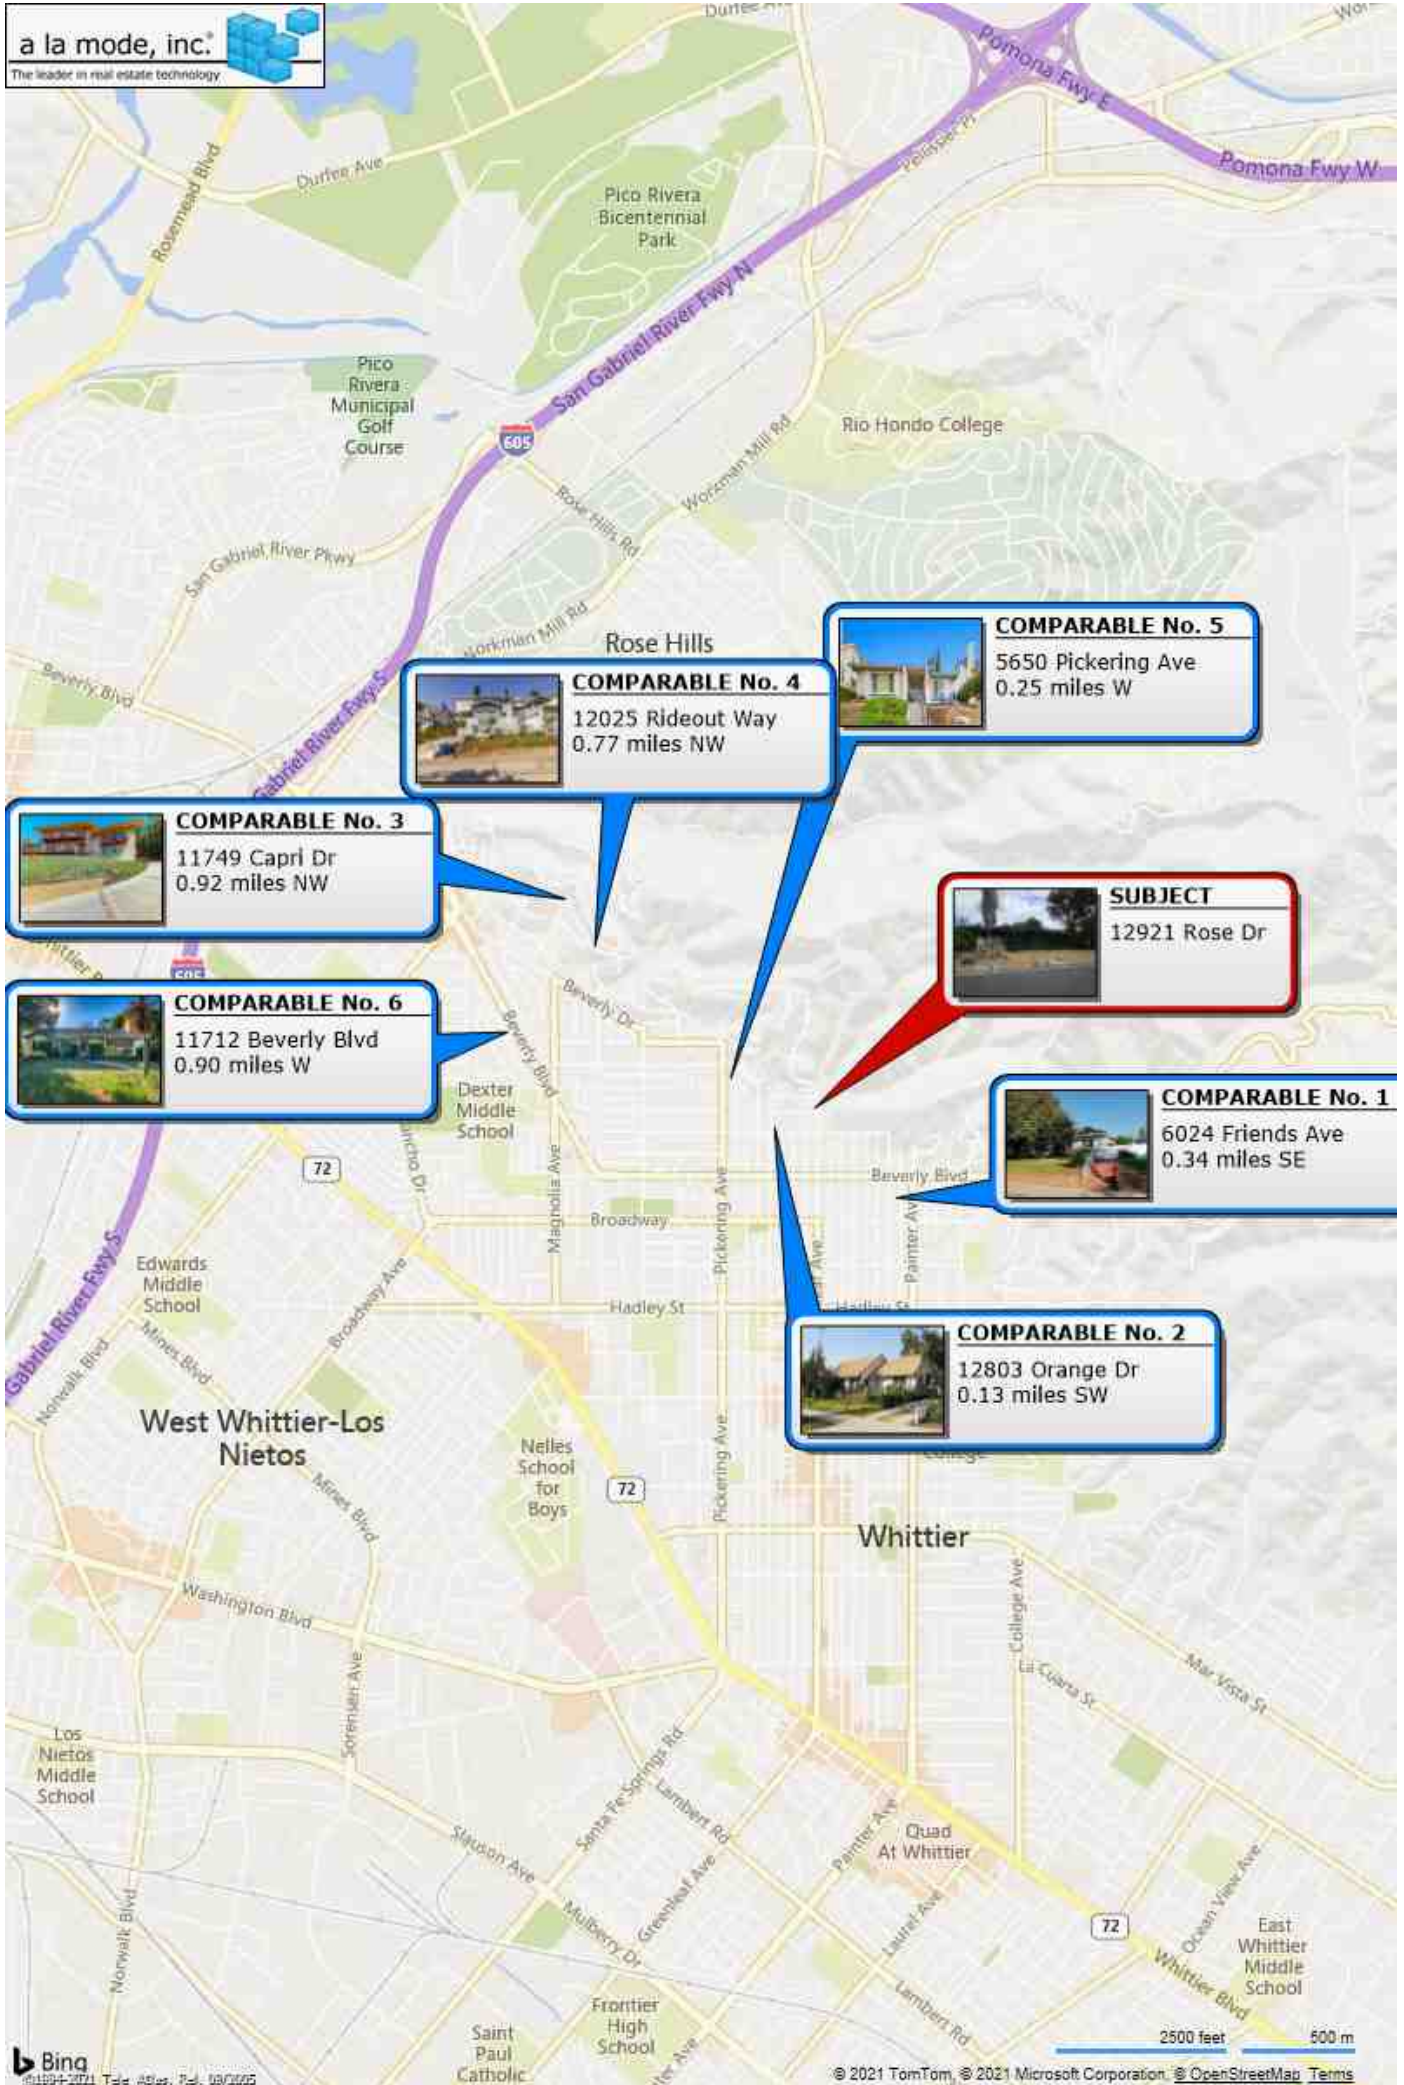 a la mode, inc.
The leader in real estate technology
Durfee Ave
Pomona Fwy E
Pomona Fwy W
Pellissier Pl
Rosemead Blvd
Durfee Ave
Pico Rivera
Bicentennial
Park
San Gabriel River Fwy N
Pico
Rivera
Municipal
Golf
Course
605
Workman Mill Rd
Rio Hondo College
Rose Hills Rd
San Gabriel River Pkwy
Workman Mill Rd
Rose Hills
Beverly Blvd
Gabriel River Fwy S
COMPARABLE No. 5
5650 Pickering Ave
0.25 miles W
COMPARABLE No. 4
12025 Rideout Way
0.77 miles NW
COMPARABLE No. 3
11749 Capri Dr
0.92 miles NW
SUBJECT
12921 Rose Dr
605
COMPARABLE No. 6
11712 Beverly Blvd
0.90 miles W
Beverly Dr
Beverly Blvd
Dexter
Middle
School
COMPARABLE No. 1
6024 Friends Ave
0.34 miles SE
72
Magnolia Ave
Pickering Ave
Beverly Blvd
Painter Ave
Broadway
Edwards
Middle
School
Broadway Ave
Hadley St
Hadley St
Gabriel River Fwy S
Norwalk Blvd
Mines Blvd
COMPARABLE No. 2
12803 Orange Dr
0.13 miles SW
West Whittier-Los
Nietos
Nelles
School
for
Boys
72
Pickering Ave
College
Mines Blvd
Whittier
Washington Blvd
Sorensen Ave
College Ave
La Cuarta St
Mar Vista St
Los
Nietos
Middle
School
Santa Fe Springs Rd
Lambert Rd
Slauson Ave
Greenleaf Ave
Painter Ave
Quad
At Whittier
Norwalk Blvd
Mulberry Dr
Laurel Ave
72
Ocean View Ave
East
Whittier
Middle
School
Whittier Blvd
Lambert Rd
Frontier
High
School
Saint
Paul
Catholic
2500 feet
500 m
Bing
© 2021 TomTom, © 2021 Microsoft Corporation, © OpenStreetMap Terms